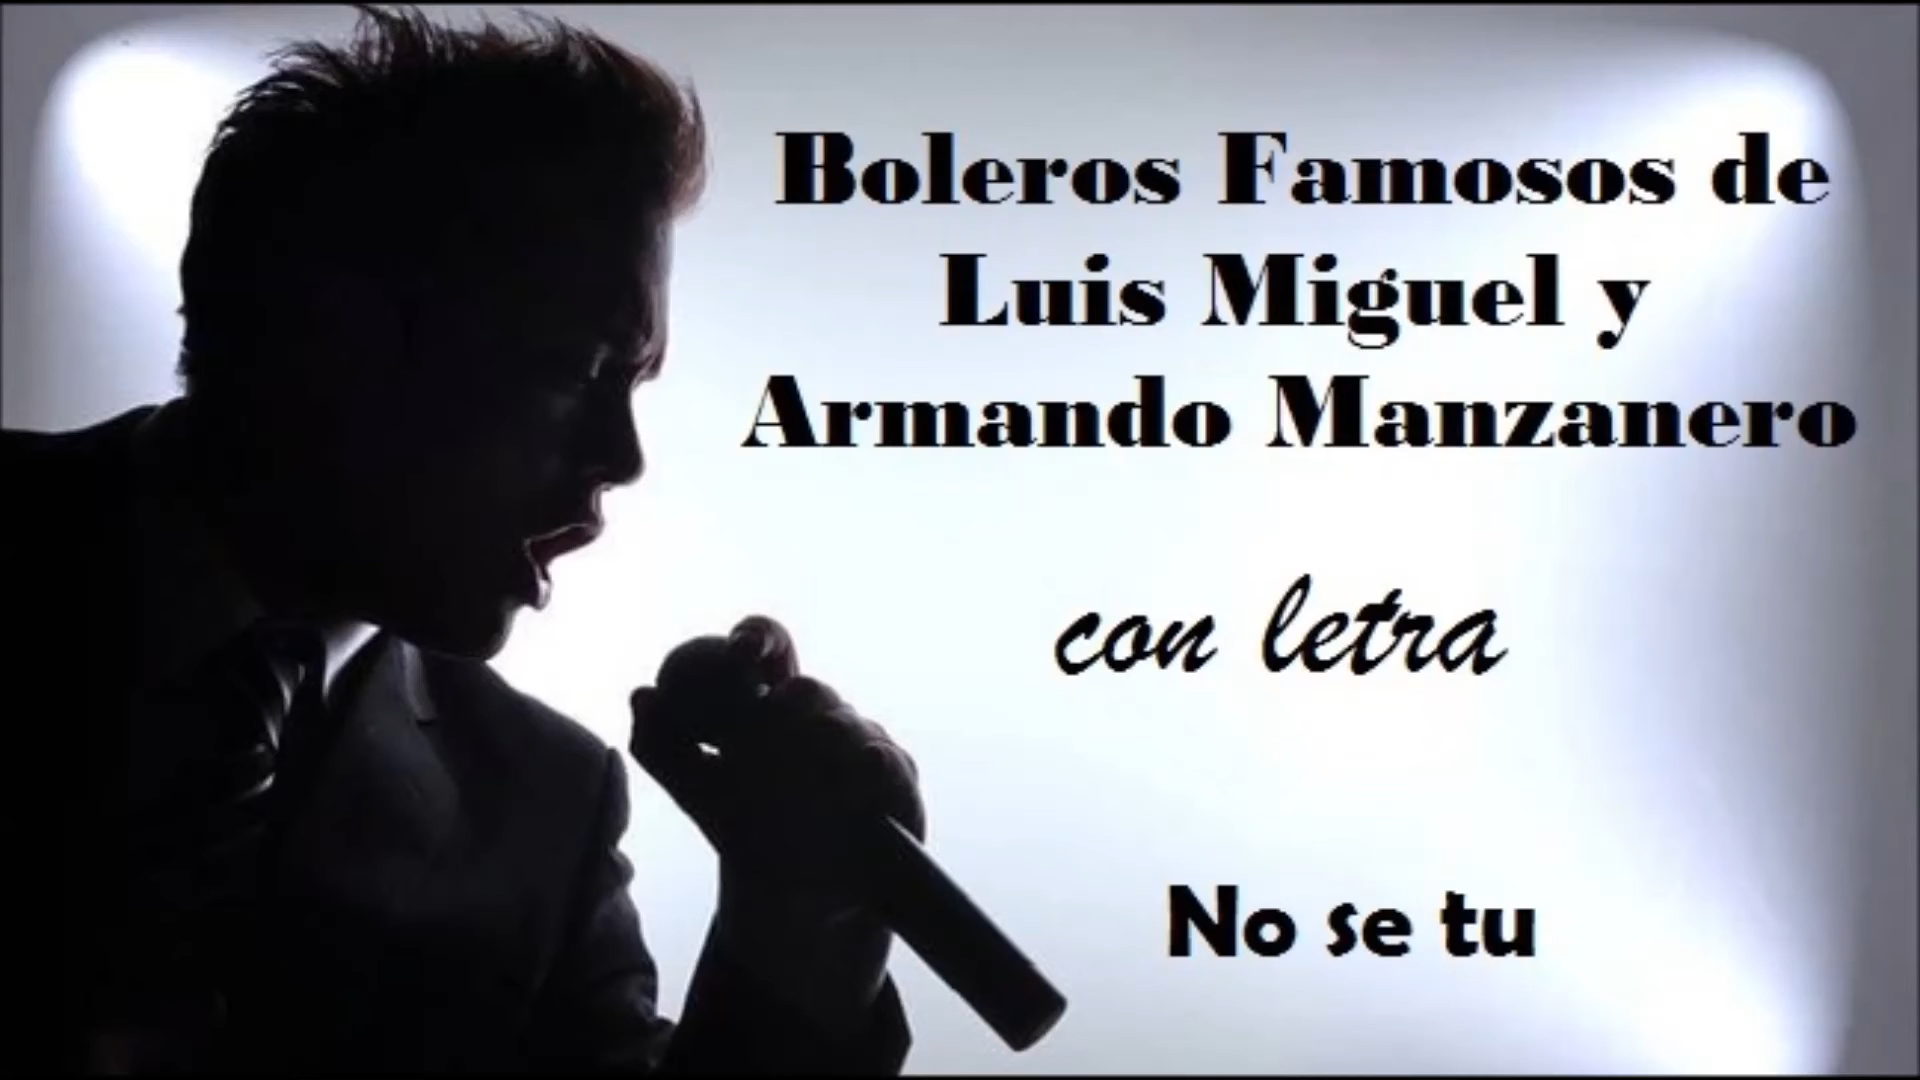 Boleros Famosos de
Luis Miguel y
Armando Manzanero
con letra
No se tu